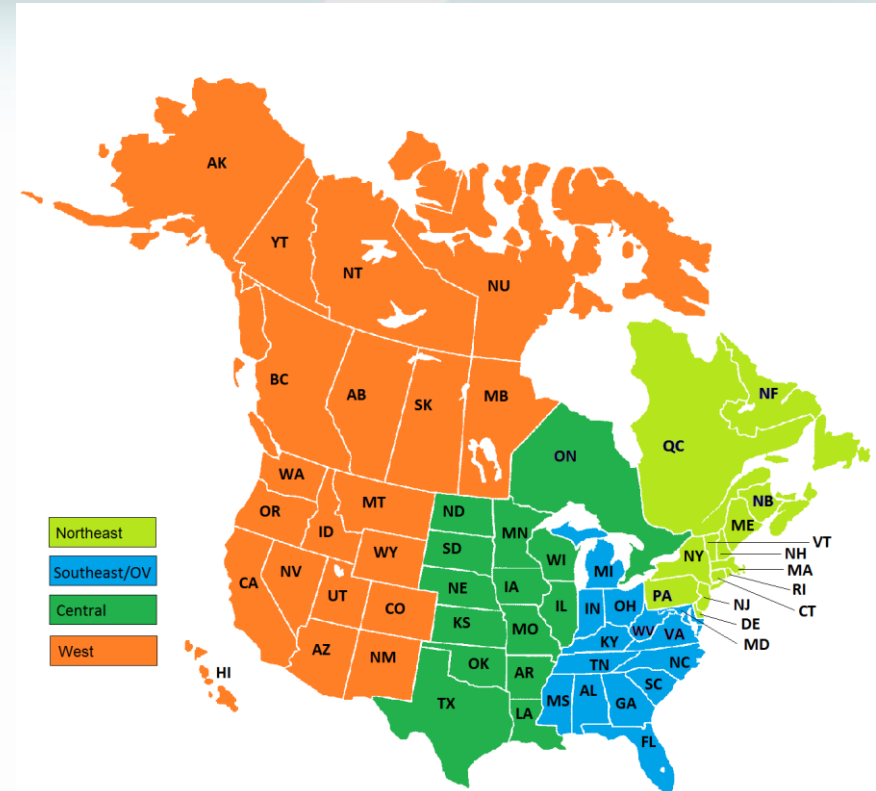 AK
YT
NT
NU
BC
AB
SK
MB
ON
QC
NF
NB
ME
VT
NH
MA
RI
CT
NY
PA
NJ
DE
MD
WA
OR
ID
MT
WY
CA
NV
UT
CO
AZ
NM
HI
ND
SD
NE
KS
OK
TX
MN
IA
MO
AR
LA
WI
IL
MI
IN
OH
WV
VA
KY
TN
NC
SC
MS
AL
GA
FL
Northeast
Southeast/OV
Central
West